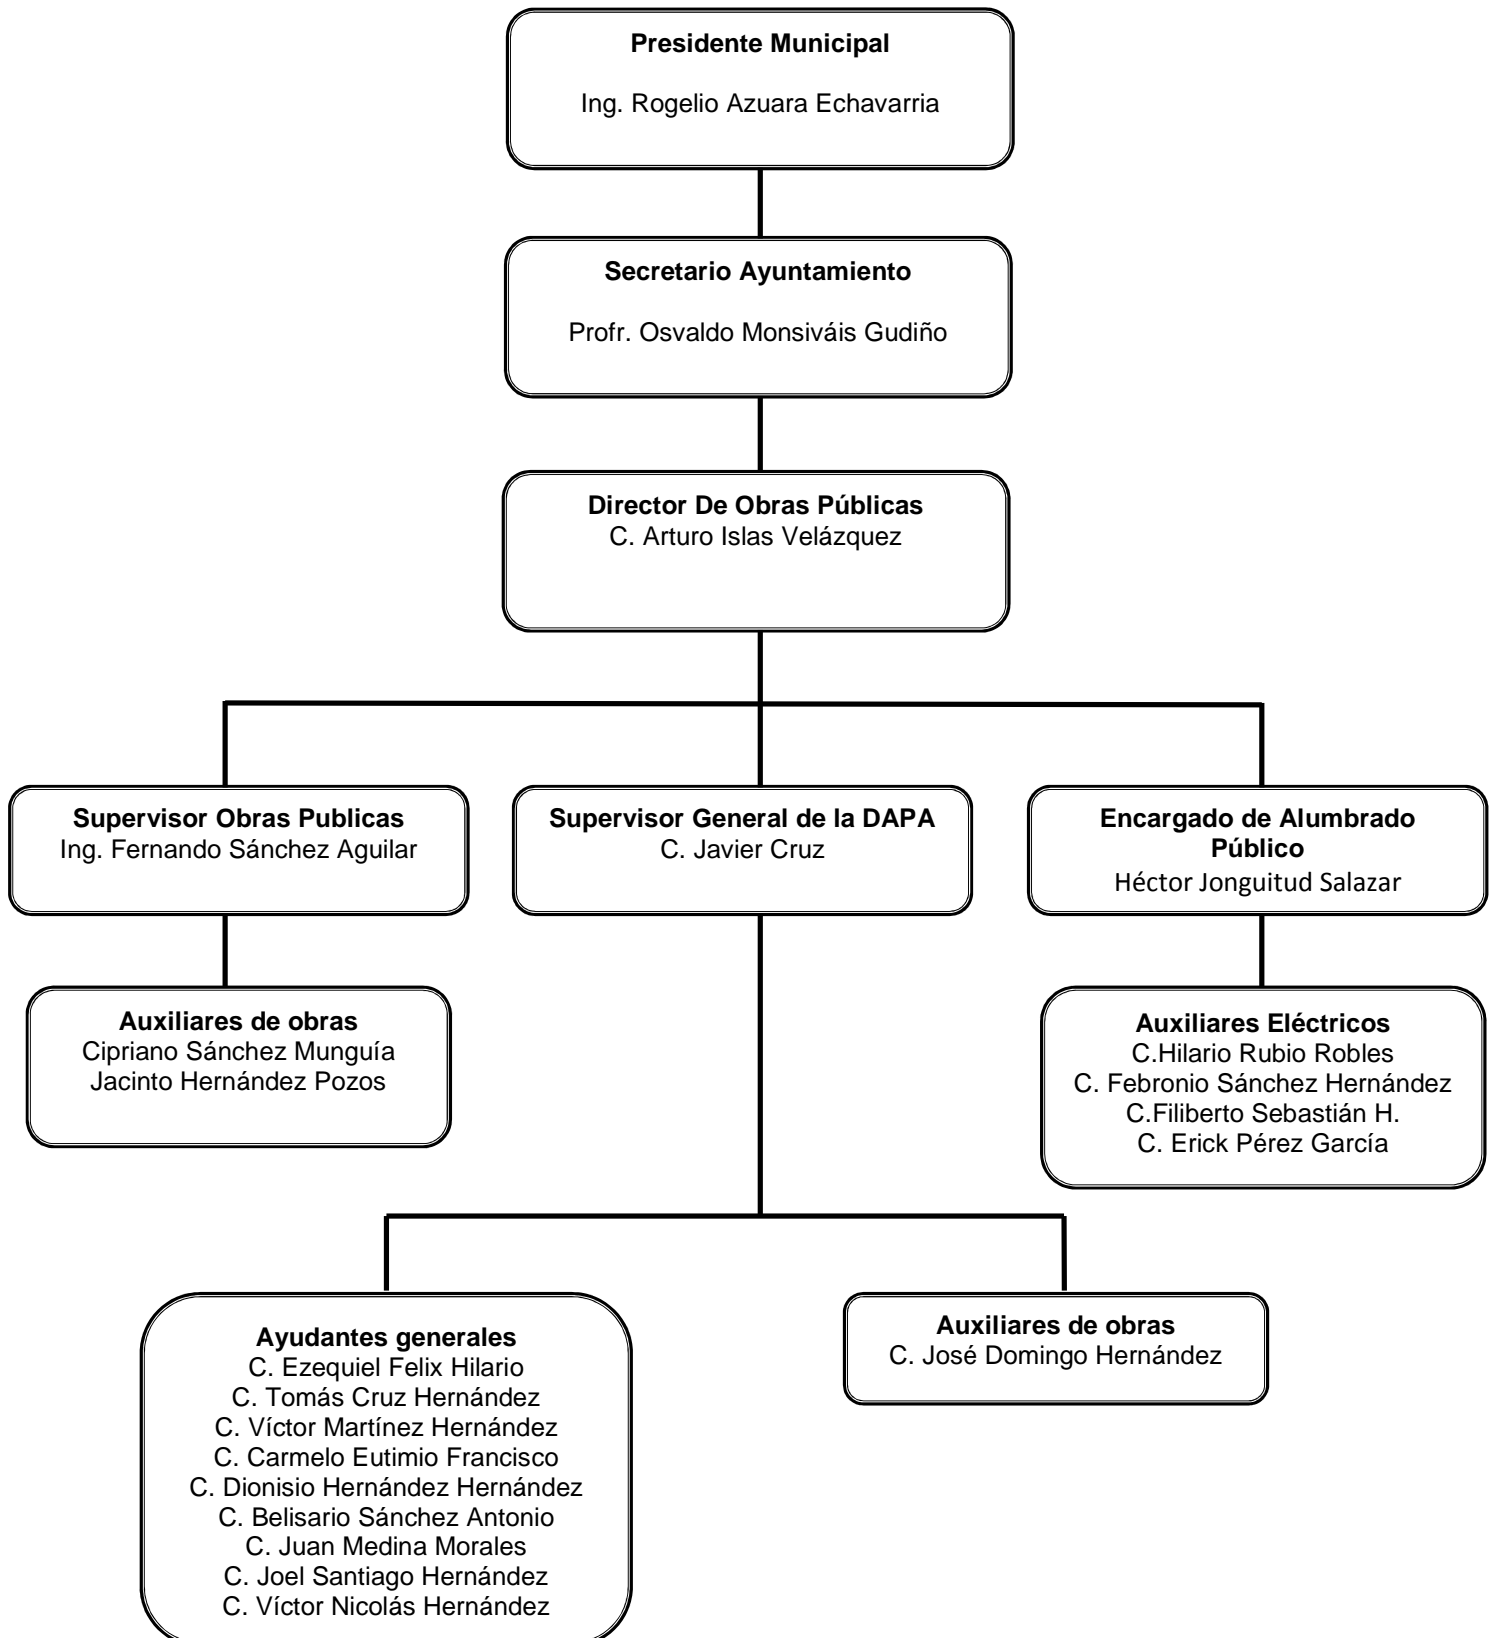 Presidente Municipal
Ing. Rogelio Azuara Echavarria
Secretario Ayuntamiento
Profr. Osvaldo Monsiváis Gudiño
Director De Obras Públicas
C. Arturo Islas Velázquez
Supervisor Obras Publicas
Ing. Fernando Sánchez Aguilar
Supervisor General de la DAPA
C. Javier Cruz
Encargado de Alumbrado
Público
Héctor Jonguitud Salazar
Auxiliares de obras
Cipriano Sánchez Munguía
Jacinto Hernández Pozos
Auxiliares Eléctricos
C.Hilario Rubio Robles
C. Febronio Sánchez Hernández
C.Filiberto Sebastián H.
C. Erick Pérez García
Ayudantes generales
C. Ezequiel Felix Hilario
C. Tomás Cruz Hernández
C. Víctor Martínez Hernández
C. Carmelo Eutimio Francisco
C. Dionisio Hernández Hernández
C. Belisario Sánchez Antonio
C. Juan Medina Morales
C. Joel Santiago Hernández
C. Víctor Nicolás Hernández
Auxiliares de obras
C. José Domingo Hernández